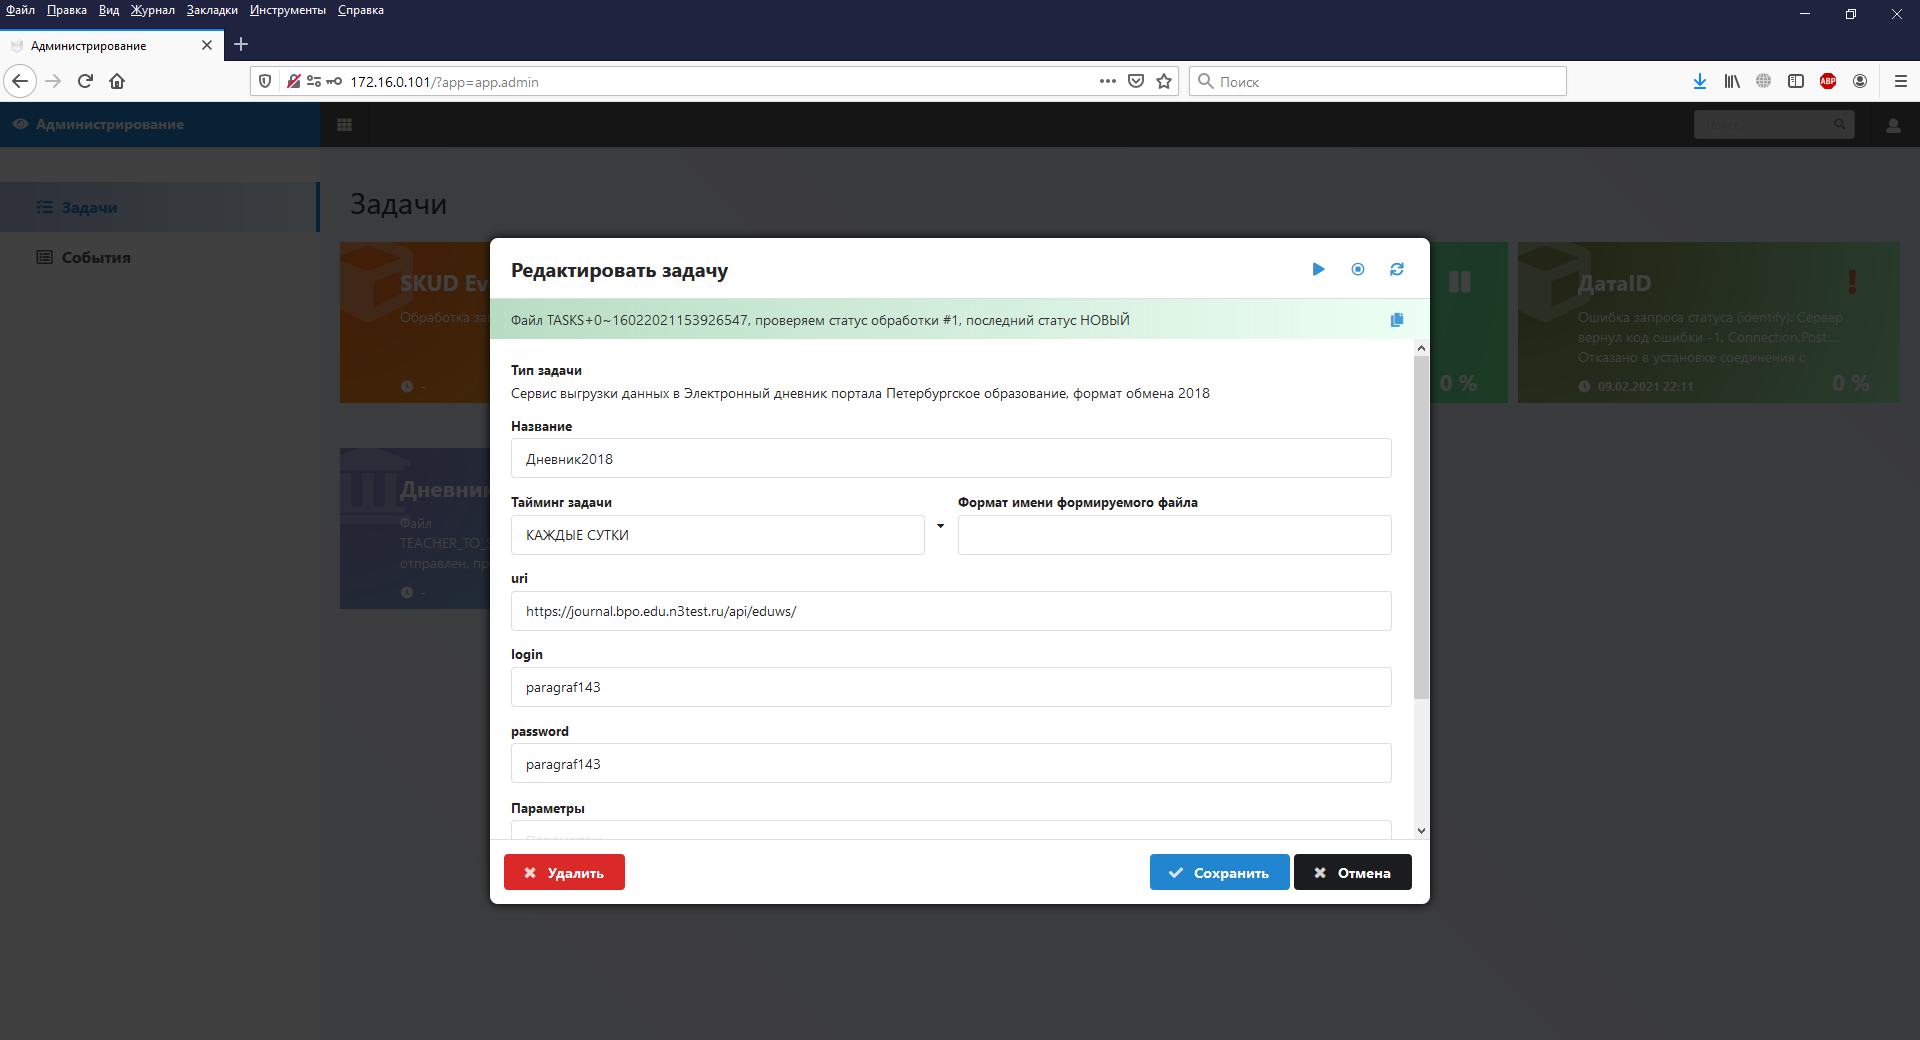 Файл Правка Вид Журнал Закладки Инструменты Справка
Администрирование
172.16.0.101/?app=app.admin
Поиск
ABP
Администрирование
Задачи
События
Задачи
SKUD Ev
Обработка за
-
0 %
ДатаID
Ошибка запроса статуса (identify): Сервер
вернул код ошибки -1. Connection.Post:...
Отказано в установке соединения с
09.02.2021 22:11
0 %
Дневник
Файл
TEACHER_TO_
отправлен, пр
-
Редактировать задачу
Файл TASKS+0~16022021153926547, проверяем статус обработки #1, последний статус НОВЫЙ
Тип задачи
Сервис выгрузки данных в Электронный дневник портала Петербургское образование, формат обмена 2018
Название
Дневник2018
Тайминг задачи
Формат имени формируемого файла
КАЖДЫЕ СУТКИ
uri
https://journal.bpo.edu.n3test.ru/api/eduws/
login
paragraf143
password
paragraf143
Параметры
Удалить
Сохранить
Отмена